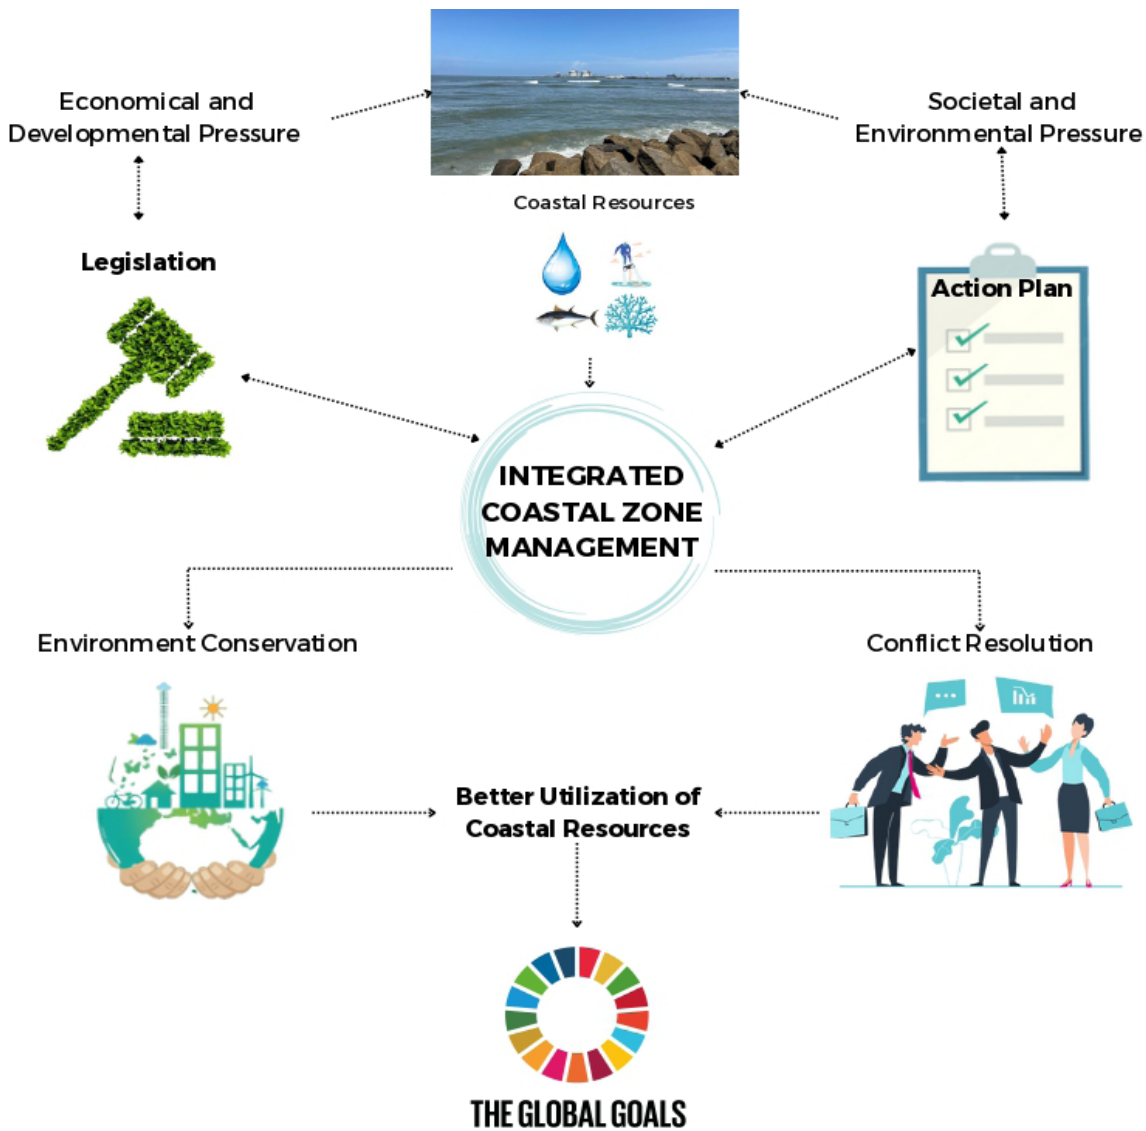 Economical and
Developmental Pressure
Societal and
Environmental Pressure
Coastal Resources
Legislation
Action Plan
INTEGRATED
COASTAL ZONE
MANAGEMENT
Environment Conservation
Conflict Resolution
Better Utilization of
Coastal Resources
THE GLOBAL GOALS